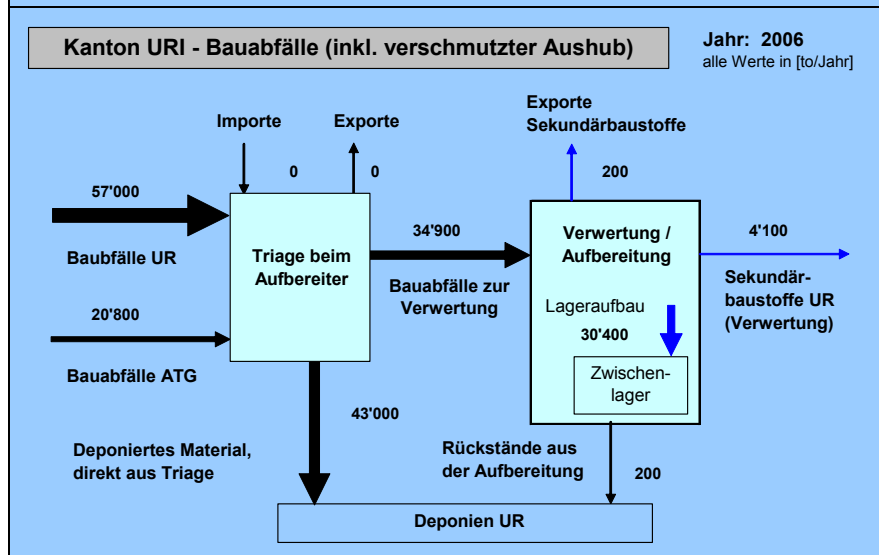 Kanton URI - Bauabfälle (inkl. verschmutzter Aushub)
Jahr: 2006
alle Werte in [to/Jahr]
Importe
Exporte
0
0
Exporte
Sekundärbaustoffe
200
57'000
Baubfälle UR
20'800
Bauabfälle ATG
Triage beim
Aufbereiter
34'900
Bauabfälle zur
Verwertung
Verwertung /
Aufbereitung
Lageraufbau
30'400
Zwischen-
lager
4'100
Sekundär-
baustoffe UR
(Verwertung)
43'000
Deponiertes Material,
direkt aus Triage
Rückstände aus
der Aufbereitung
200
Deponien UR